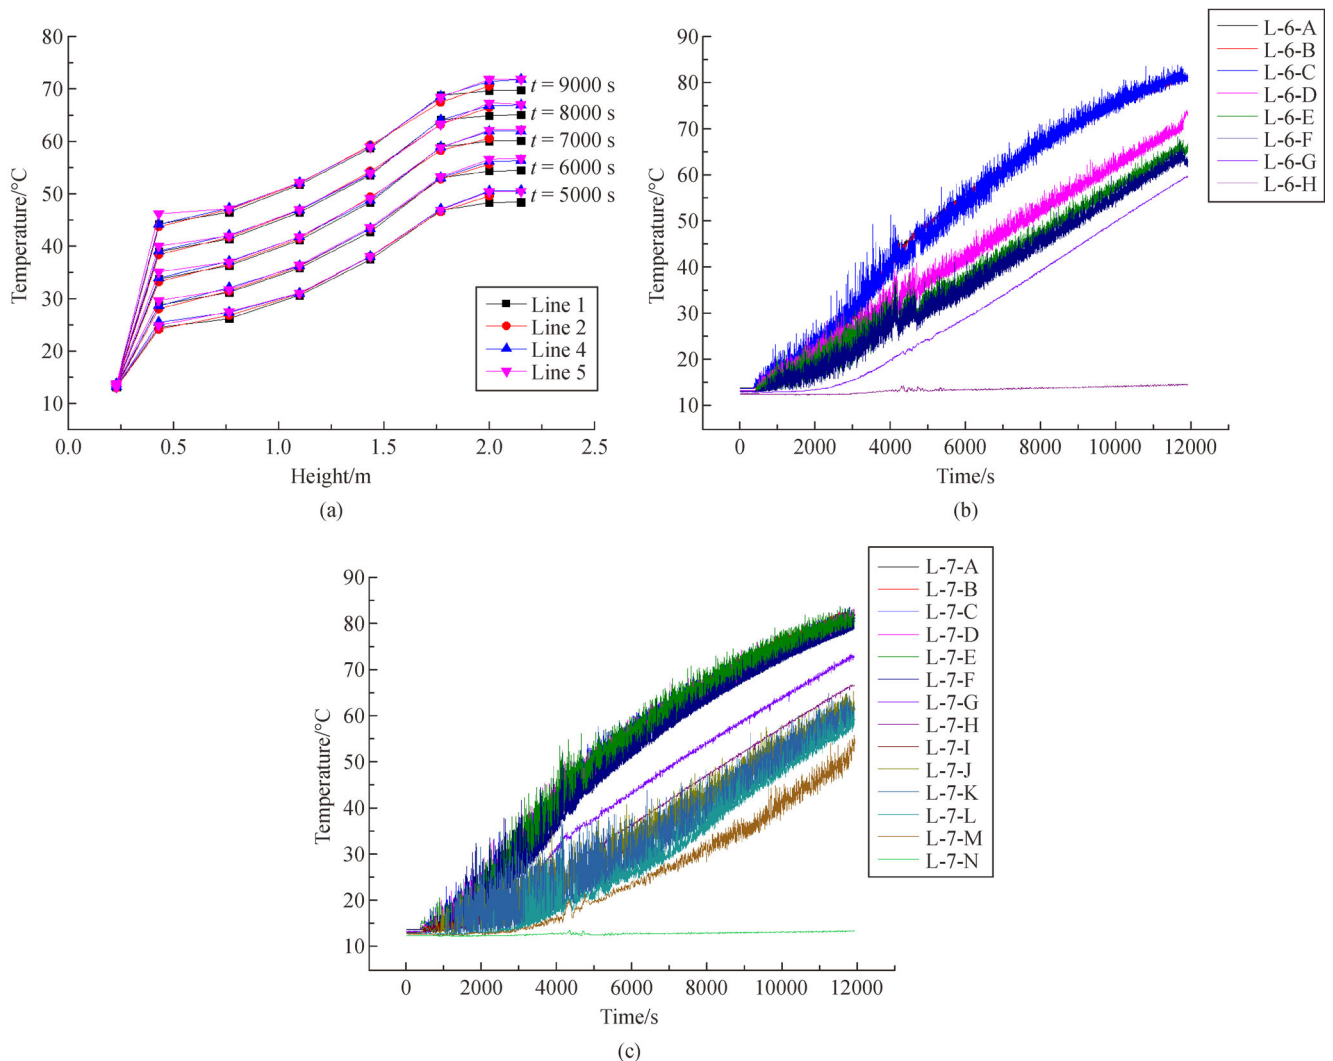 80
70
60
50
40
30
20
10
Temperature/°C
t = 9000 s
t = 8000 s
t = 7000 s
t = 6000 s
t = 5000 s
Line 1
Line 2
Line 4
Line 5
0.0 0.5 1.0 1.5 2.0 2.5
Height/m
(a)
90
80
70
60
50
40
30
20
10
Temperature/°C
L-6-A
L-6-B
L-6-C
L-6-D
L-6-E
L-6-F
L-6-G
L-6-H
0 2000 4000 6000 8000 10000 12000
Time/s
(b)
90
80
70
60
50
40
30
20
10
Temperature/°C
L-7-A
L-7-B
L-7-C
L-7-D
L-7-E
L-7-F
L-7-G
L-7-H
L-7-I
L-7-J
L-7-K
L-7-L
L-7-M
L-7-N
0 2000 4000 6000 8000 10000 12000
Time/s
(c)